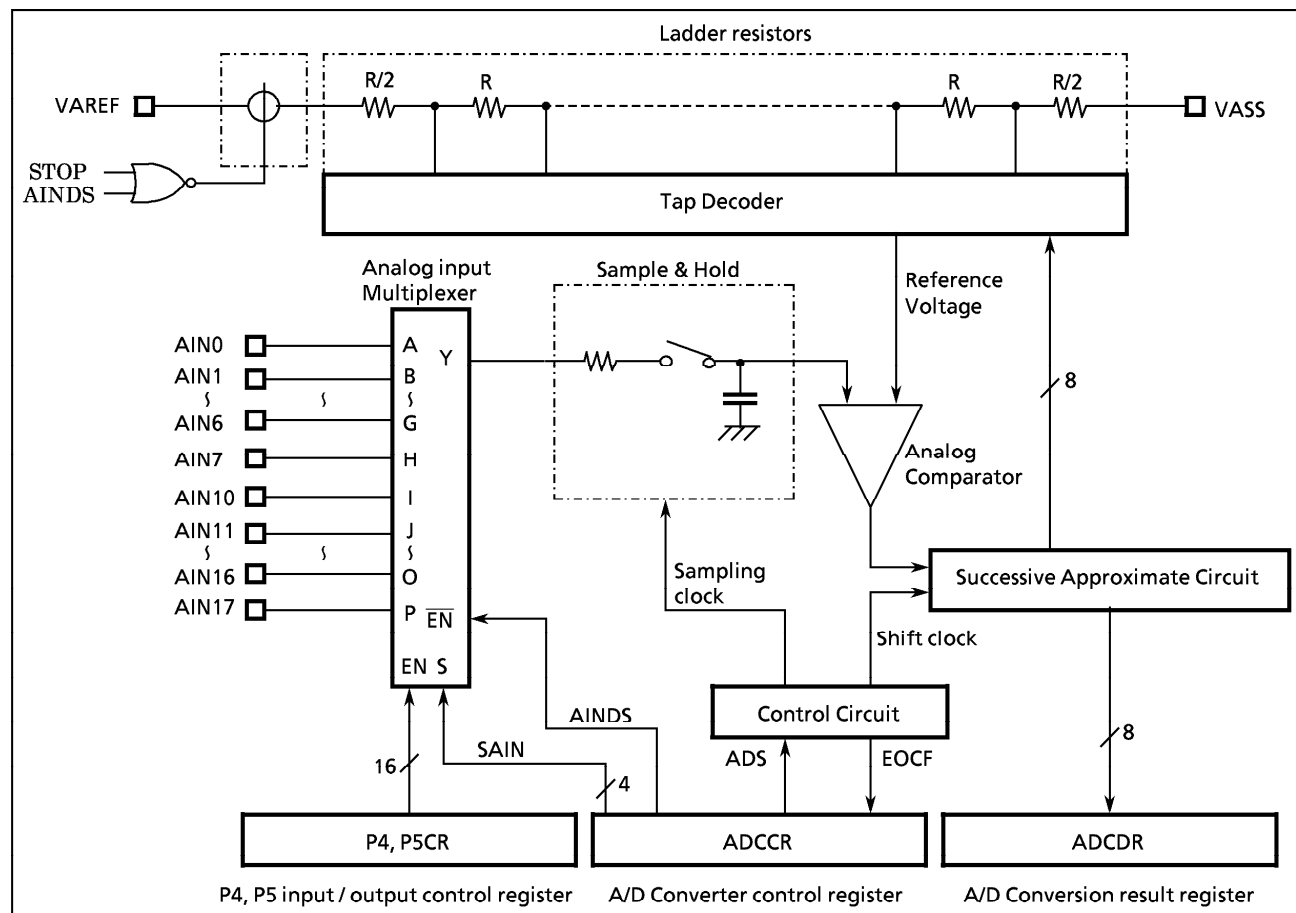 Ladder resistors
R/2
R
R
R/2
VAREF
VASS
STOP
AINDS
Tap Decoder
Analog input
Multiplexer
Sample & Hold
Reference
Voltage
AIN0
A
Y
AIN1
B
8
AIN6
G
AIN7
H
Analog
Comparator
AIN10
I
AIN11
J
AIN16
O
Sampling
clock
Successive Approximate Circuit
AIN17
P
EN
Shift clock
EN S
AINDS
Control Circuit
SAIN
ADS
EOCF
8
16
4
P4, P5CR
ADCCR
ADCDR
P4, P5 input / output control register
A/D Converter control register
A/D Conversion result register